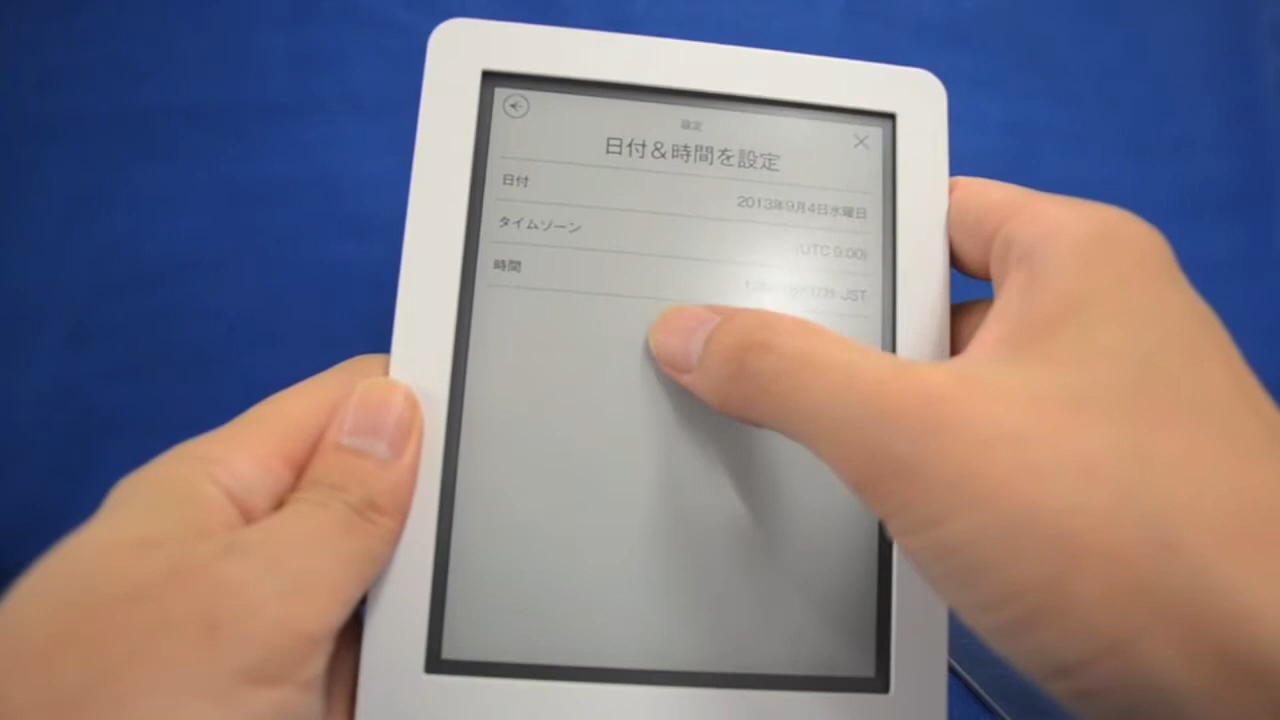 設定
日付＆時間を設定
日付
2013年9月4日水曜日
タイムゾーン
(UTC 9:00)
時間
JST